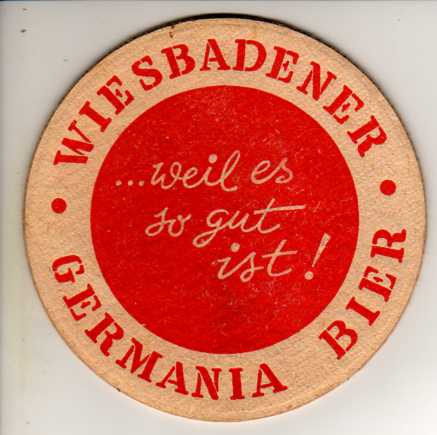 WIESBADENER
...weil es
so gut
ist!
GERMANIA BIER